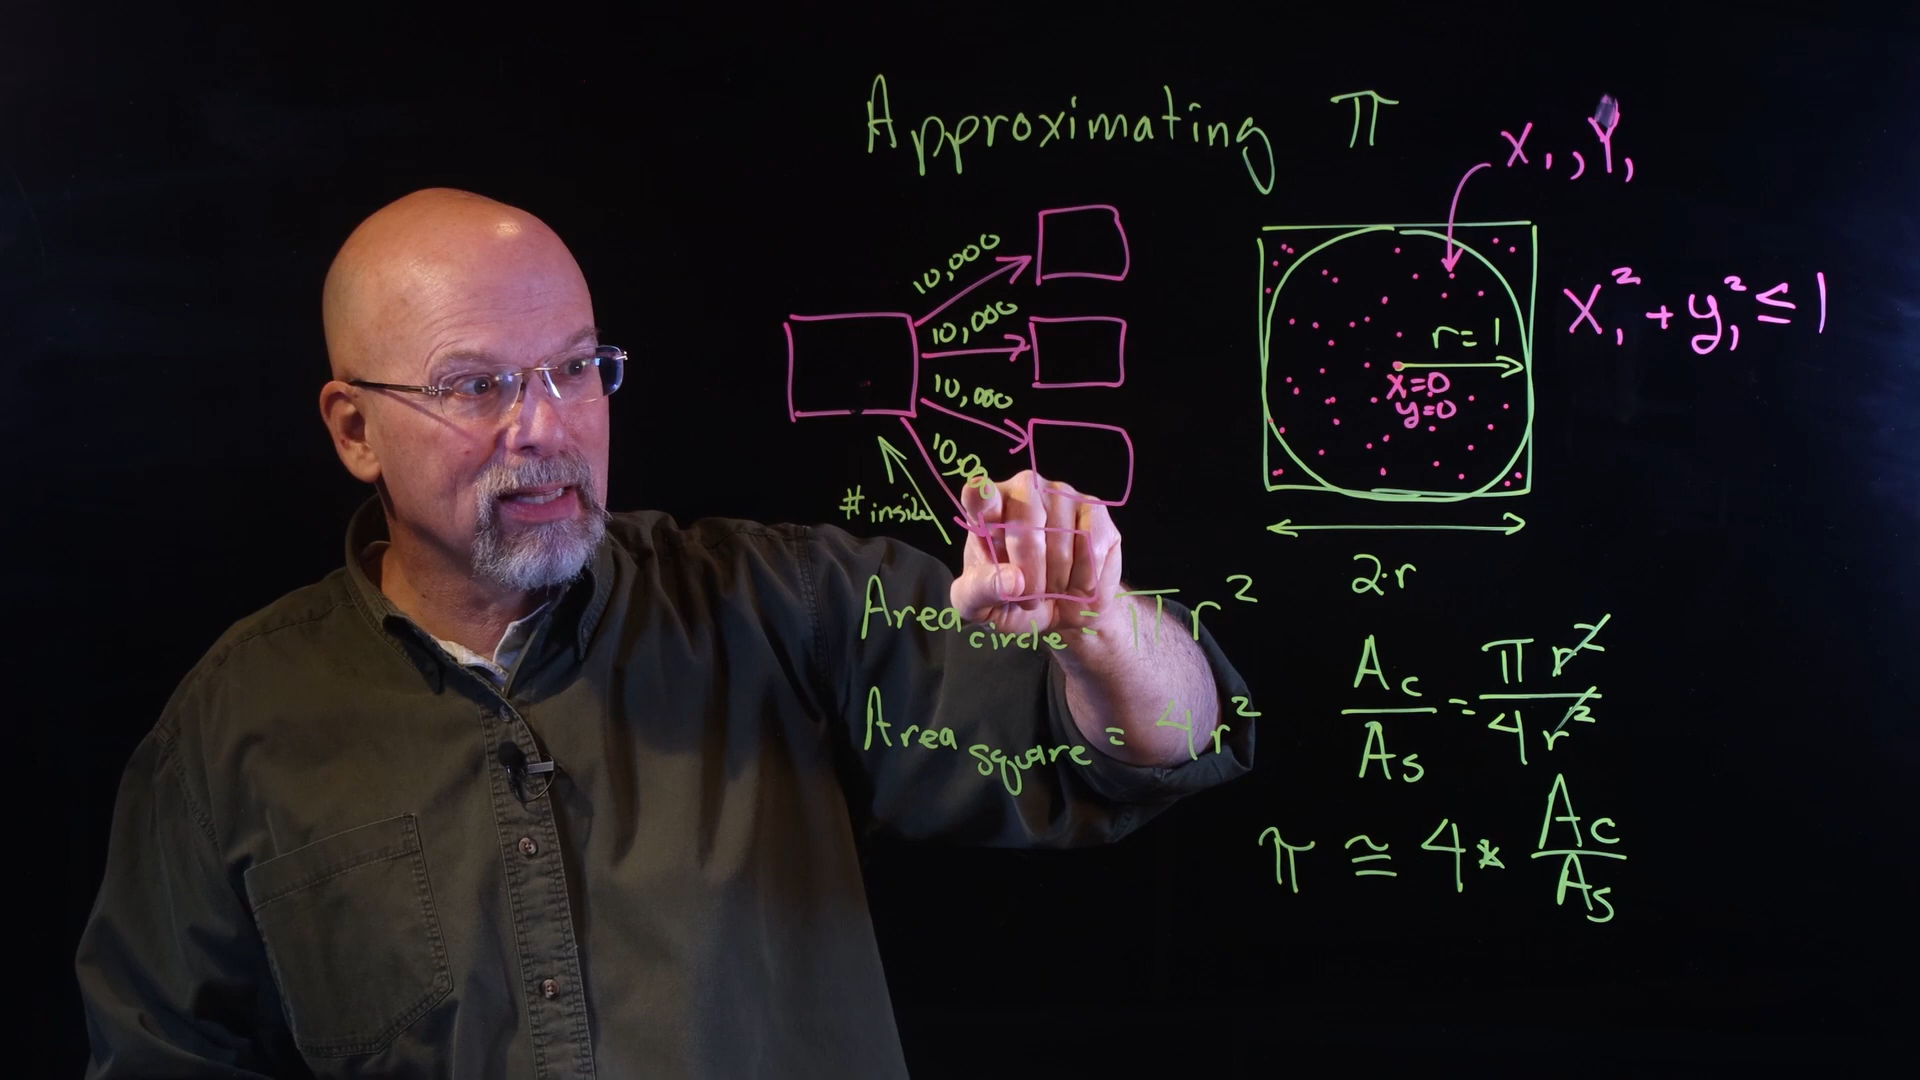 Approximating π
X₁, Y₁
10,000
10,000
10,000
10,000
# inside
r=1
x=0
y=0
X₁² + y₁² ≤ 1
2·r
Area circle = πr²
Area square = 4r²
Ac/As = πr²/4r²
π ≅ 4 * Ac/As